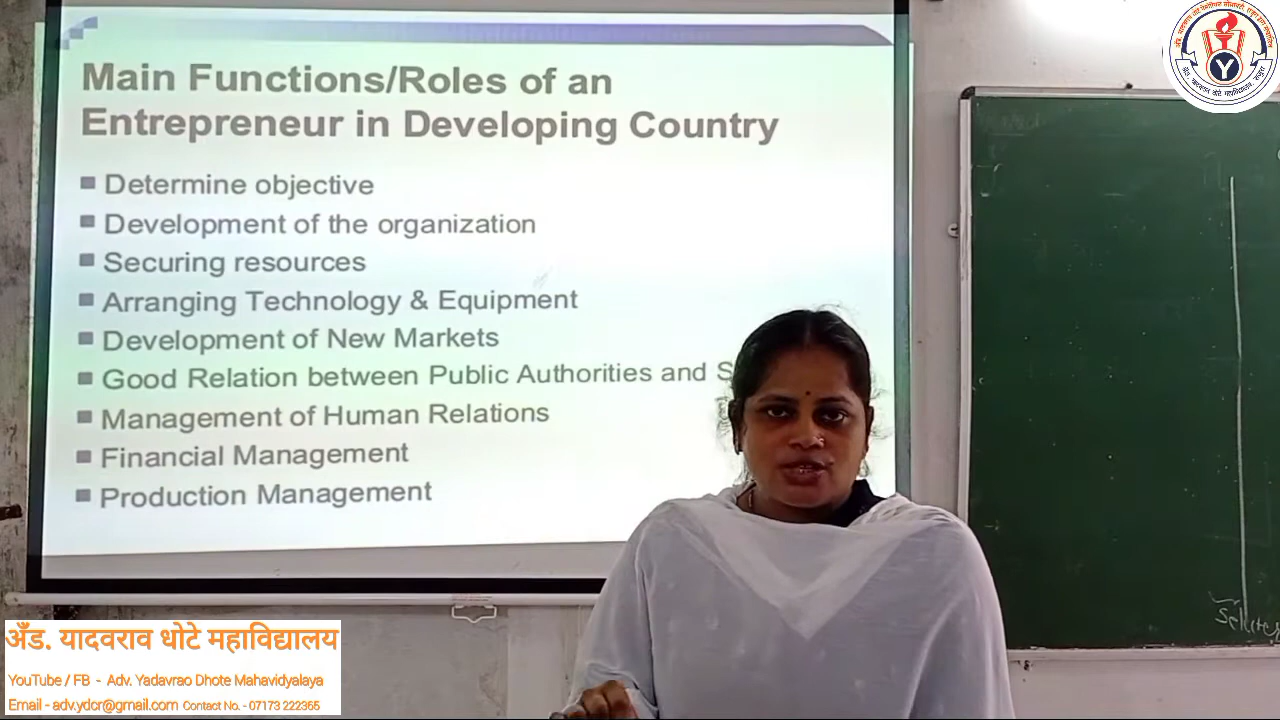 Main Functions/Roles of an
Entrepreneur in Developing Country
Determine objective
Development of the organization
Securing resources
Arranging Technology & Equipment
Development of New Markets
Good Relation between Public Authorities and
Management of Human Relations
Financial Management
Production Management
Y
अँड. यादवराव धोटे महाविद्यालय
YouTube / FB - Adv. Yadavrao Dhote Mahavidyalaya
Email - adv.ydcr@gmail.com Contact No. - 07173 222365